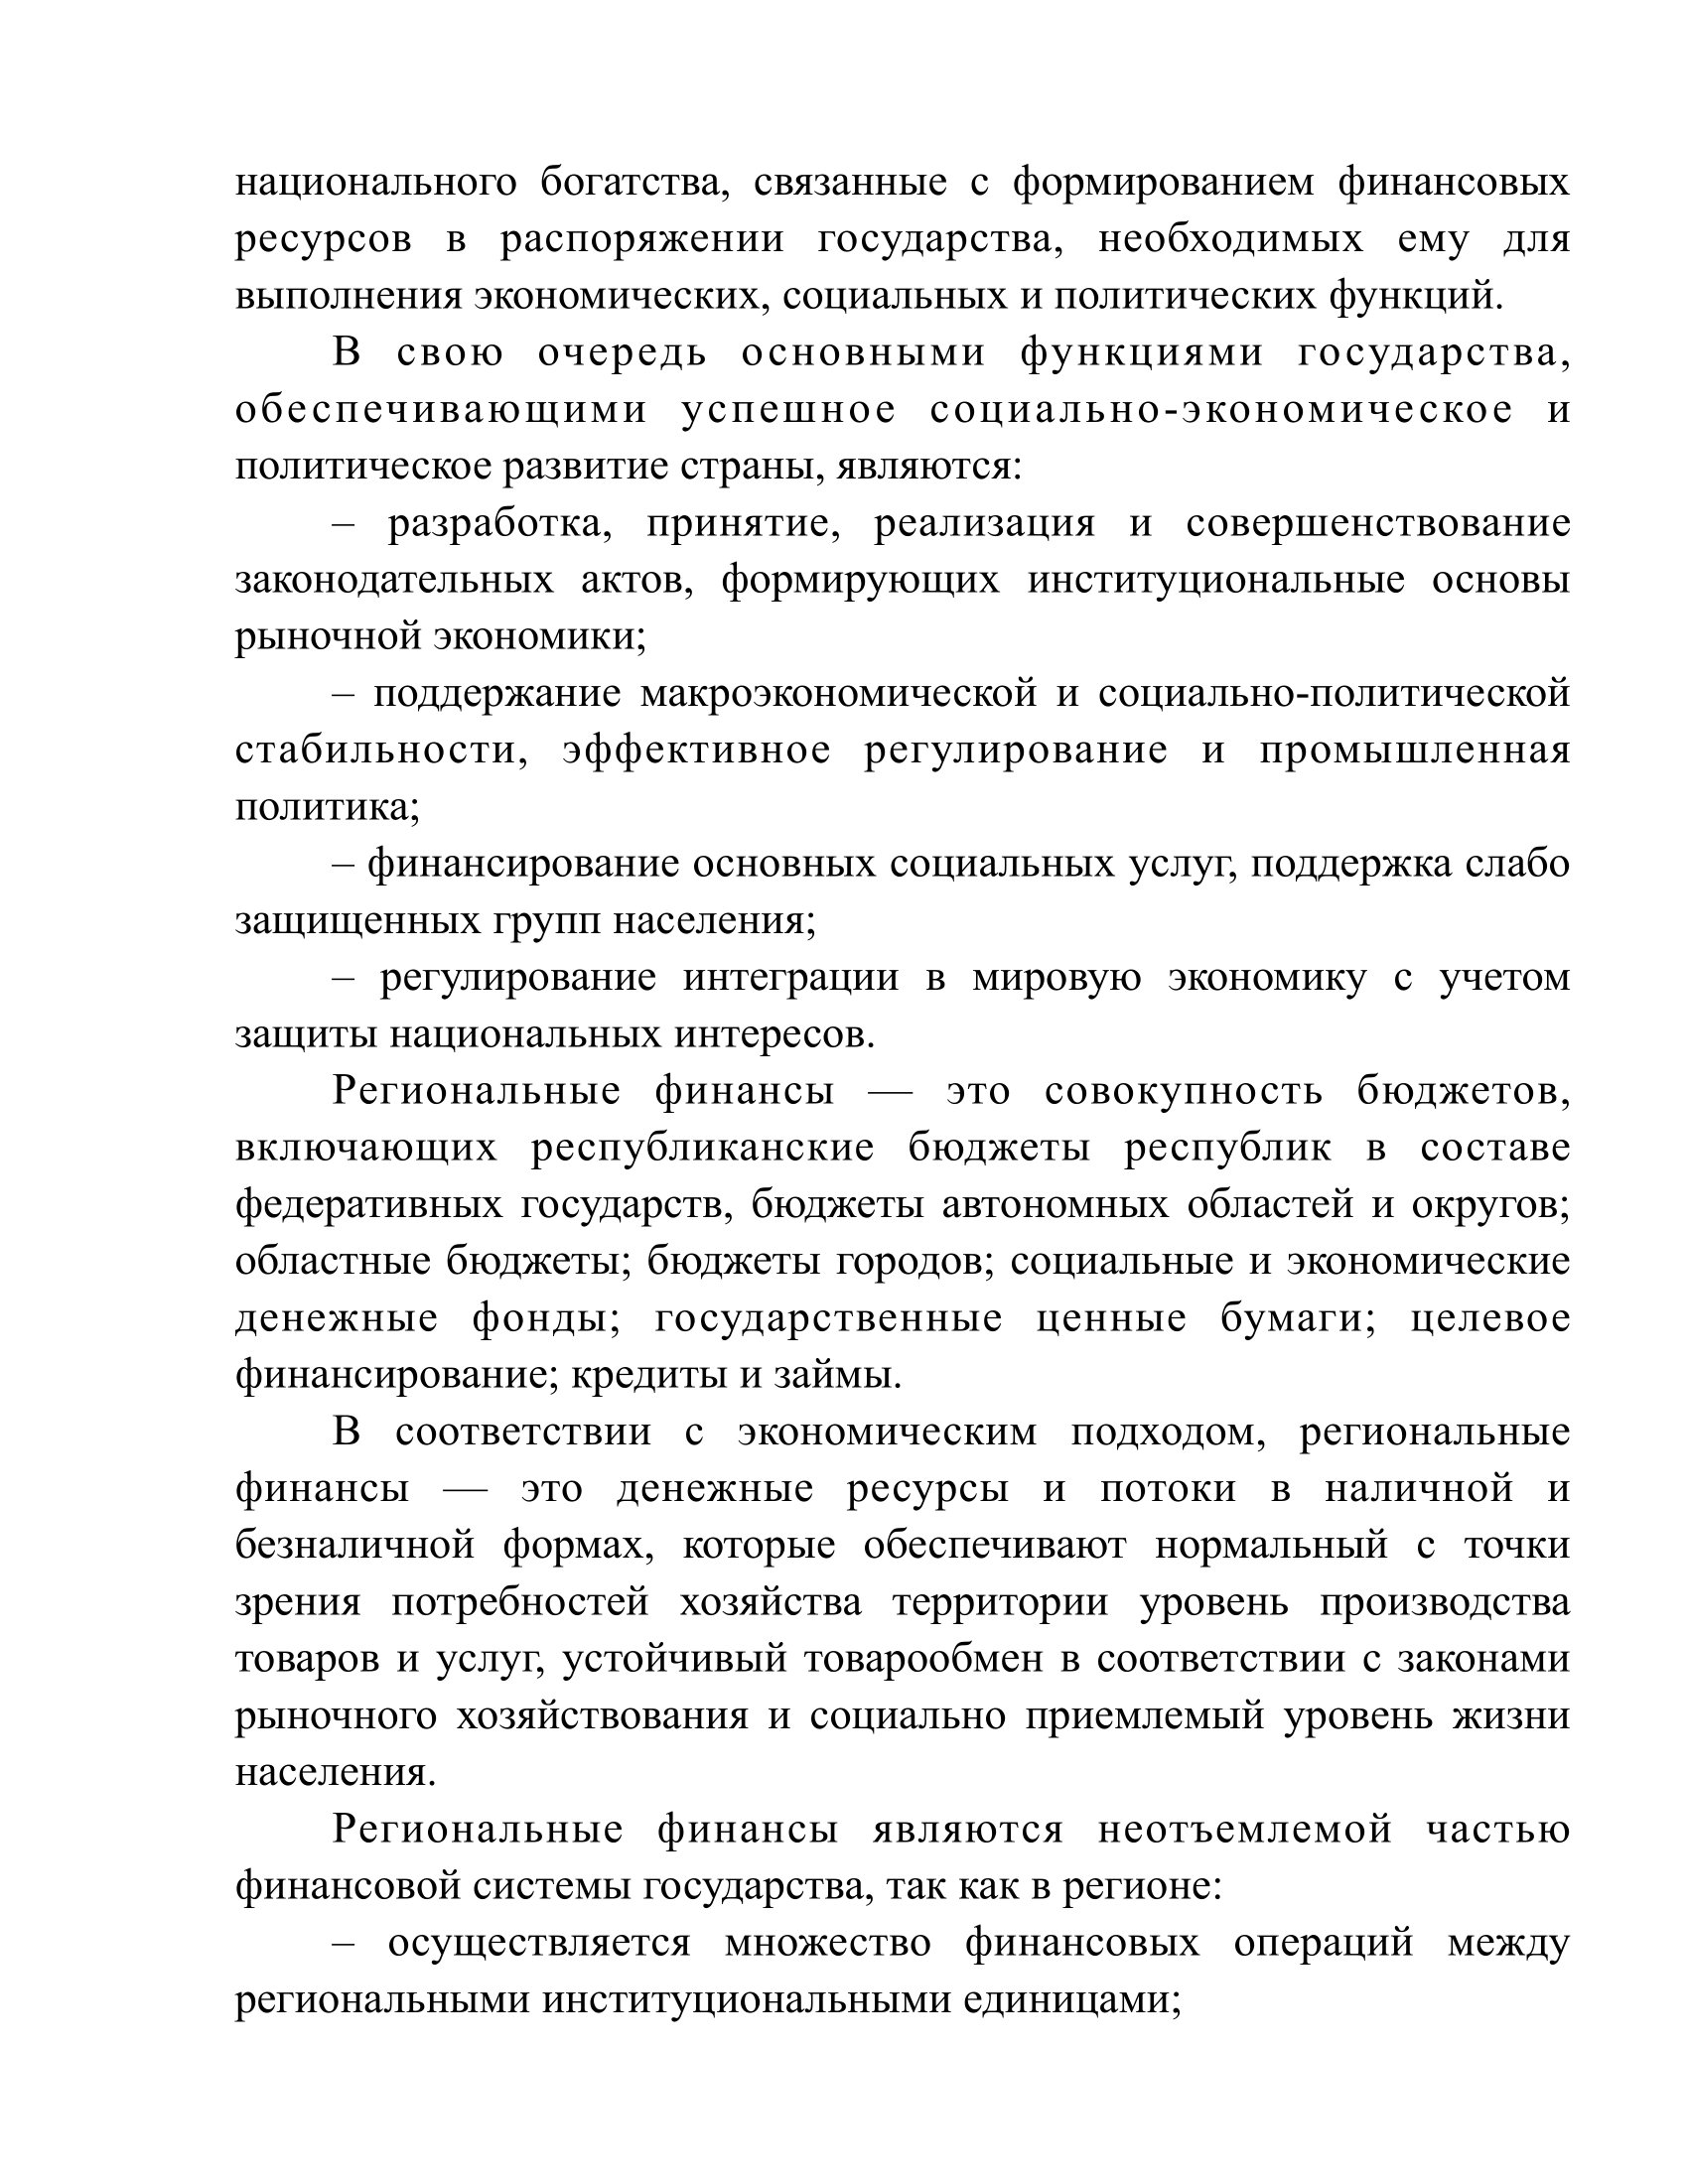 национального богатства, связанные с формированием финансовых
ресурсов в распоряжении государства, необходимых ему для
выполнения экономических, социальных и политических функций.
В свою очередь основными функциями государства,
обеспечивающими успешное социально-экономическое и
политическое развитие страны, являются:
– разработка, принятие, реализация и совершенствование
законодательных актов, формирующих институциональные основы
рыночной экономики;
– поддержание макроэкономической и социально-политической
стабильности, эффективное регулирование и промышленная
политика;
– финансирование основных социальных услуг, поддержка слабо
защищенных групп населения;
– регулирование интеграции в мировую экономику с учетом
защиты национальных интересов.
Региональные финансы — это совокупность бюджетов,
включающих республиканские бюджеты республик в составе
федеративных государств, бюджеты автономных областей и округов;
областные бюджеты; бюджеты городов; социальные и экономические
денежные фонды; государственные ценные бумаги; целевое
финансирование; кредиты и займы.
В соответствии с экономическим подходом, региональные
финансы — это денежные ресурсы и потоки в наличной и
безналичной формах, которые обеспечивают нормальный с точки
зрения потребностей хозяйства территории уровень производства
товаров и услуг, устойчивый товарообмен в соответствии с законами
рыночного хозяйствования и социально приемлемый уровень жизни
населения.
Региональные финансы являются неотъемлемой частью
финансовой системы государства, так как в регионе:
– осуществляется множество финансовых операций между
региональными институциональными единицами;